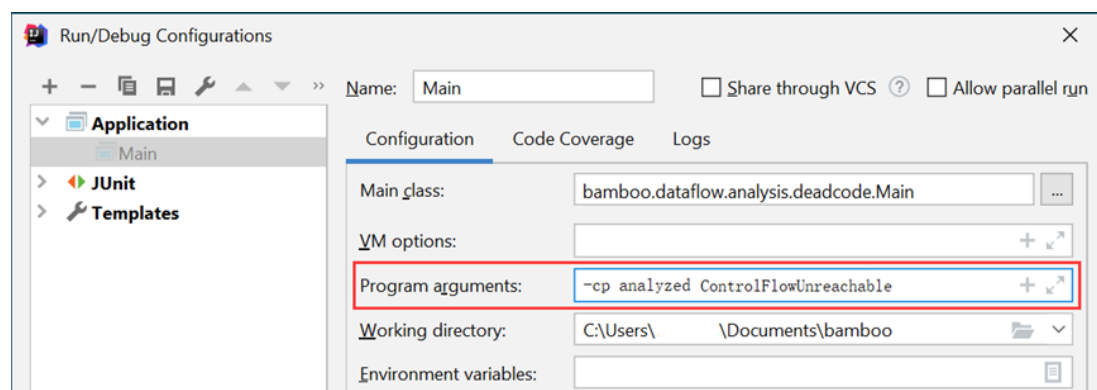 Run/Debug Configurations
Name: Main Share through VCS ? Allow parallel run
Application
Main
JUnit
Templates
Configuration Code Coverage Logs
Main class: bamboo.dataflow.analysis.deadcode.Main ...
VM options:
Program arguments: -cp analyzed ControlFlowUnreachable
Working directory: C:\Users\ \Documents\bamboo
Environment variables: